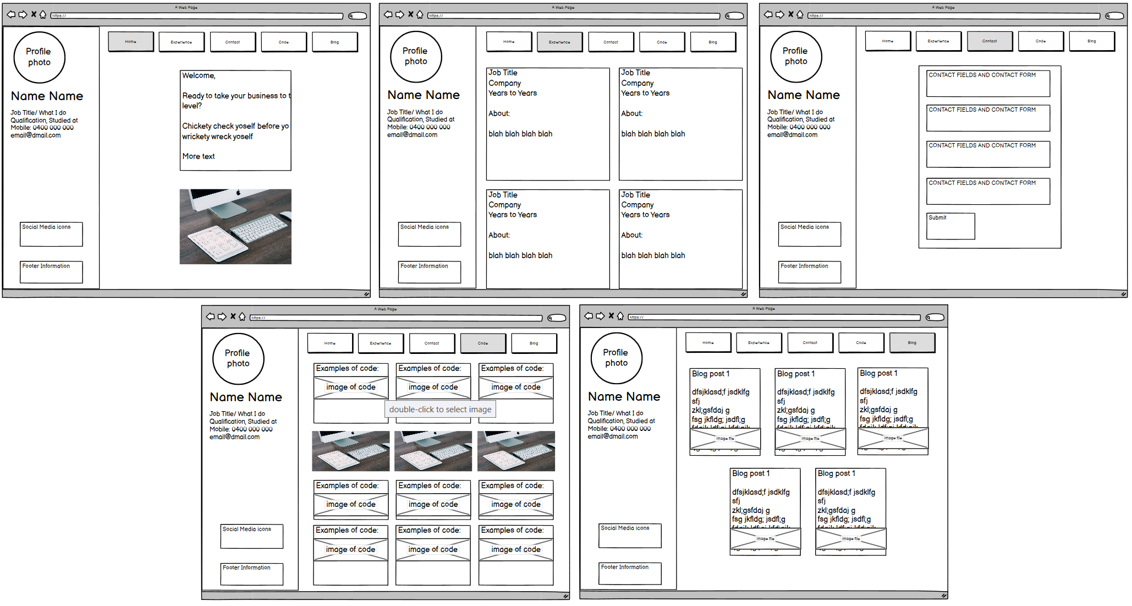 A Web Page
https://
Profile
photo
Name Name
Job Title/ What I do
Qualification, Studied at
Mobile: 0400 000 000
email@dmail.com
Social Media icons
Footer Information
Home
Experience
Contact
Code
Blog
Welcome,
Ready to take your business to t
level?
Chickety check yoself before yo
wrickety wreck yoself
More text
A Web Page
https://
Profile
photo
Name Name
Job Title/ What I do
Qualification, Studied at
Mobile: 0400 000 000
email@dmail.com
Social Media icons
Footer Information
Home
Experience
Contact
Code
Blog
Job Title
Company
Years to Years
About:
blah blah blah blah
Job Title
Company
Years to Years
About:
blah blah blah blah
Job Title
Company
Years to Years
About:
blah blah blah blah
Job Title
Company
Years to Years
About:
blah blah blah blah
A Web Page
https://
Profile
photo
Name Name
Job Title/ What I do
Qualification, Studied at
Mobile: 0400 000 000
email@dmail.com
Social Media icons
Footer Information
Home
Experience
Contact
Code
Blog
CONTACT FIELDS AND CONTACT FORM
CONTACT FIELDS AND CONTACT FORM
CONTACT FIELDS AND CONTACT FORM
CONTACT FIELDS AND CONTACT FORM
Submit
A Web Page
https://
Profile
photo
Name Name
Job Title/ What I do
Qualification, Studied at
Mobile: 0400 000 000
email@dmail.com
Social Media icons
Footer Information
Home
Experience
Contact
Code
Blog
Examples of code:
image of code
Examples of code:
image of code
Examples of code:
image of code
double-click to select image
Examples of code:
image of code
Examples of code:
image of code
Examples of code:
image of code
Examples of code:
image of code
Examples of code:
image of code
Examples of code:
image of code
A Web Page
https://
Profile
photo
Name Name
Job Title/ What I do
Qualification, Studied at
Mobile: 0400 000 000
email@dmail.com
Social Media icons
Footer Information
Home
Experience
Contact
Code
Blog
Blog post 1
dfsjklasd;f jsdklfg
sfj
zkl;gsfdaj g
fsg jkfldg; jsdfl;g
image file
Blog post 1
dfsjklasd;f jsdklfg
sfj
zkl;gsfdaj g
fsg jkfldg; jsdfl;g
image file
Blog post 1
dfsjklasd;f jsdklfg
sfj
zkl;gsfdaj g
fsg jkfldg; jsdfl;g
image file
Blog post 1
dfsjklasd;f jsdklfg
sfj
zkl;gsfdaj g
fsg jkfldg; jsdfl;g
image file
Blog post 1
dfsjklasd;f jsdklfg
sfj
zkl;gsfdaj g
fsg jkfldg; jsdfl;g
image file